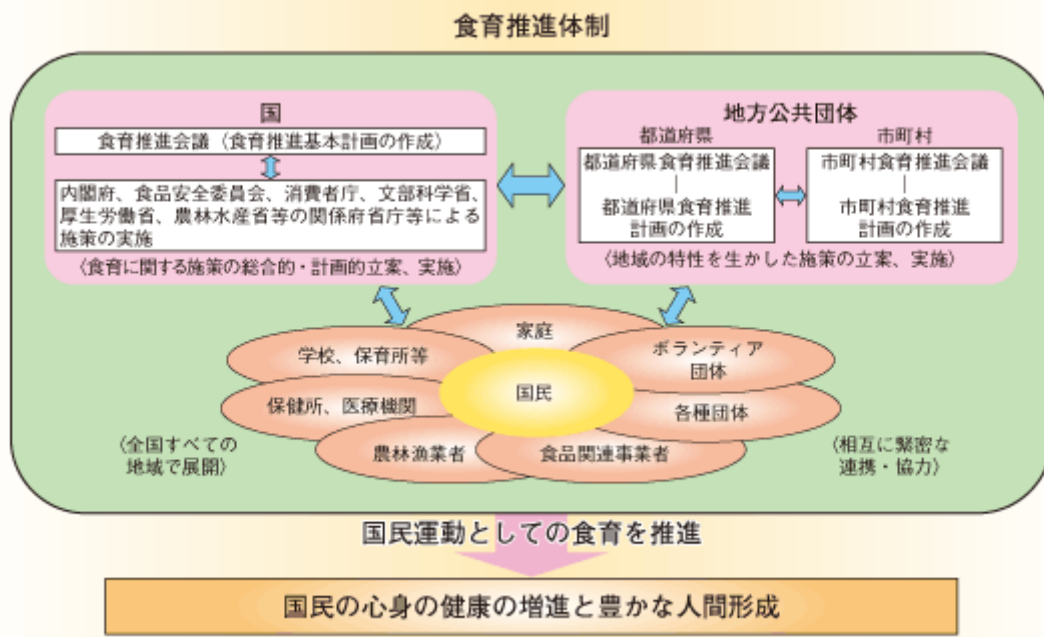 食育推進体制
国
食育推進会議（食育推進基本計画の作成）
内閣府、食品安全委員会、消費者庁、文部科学省、
厚生労働省、農林水産省等の関係府省庁等による
施策の実施
〈食育に関する施策の総合的・計画的立案、実施〉
地方公共団体
都道府県
都道府県食育推進会議
都道府県食育推進
計画の作成
市町村
市町村食育推進会議
市町村食育推進
計画の作成
〈地域の特性を生かした施策の立案、実施〉
家庭
学校、保育所等
ボランティア
団体
国民
保健所、医療機関
各種団体
農林漁業者
食品関連事業者
〈全国すべての
地域で展開〉
〈相互に緊密な
連携・協力〉
国民運動としての食育を推進
国民の心身の健康の増進と豊かな人間形成